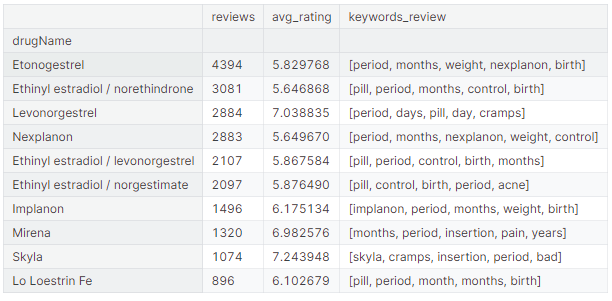 reviews avg_rating keywords_review
drugName
Etonogestrel 4394 5.829768 [period, months, weight, nexplanon, birth]
Ethinyl estradiol / norethindrone 3081 5.646868 [pill, period, months, control, birth]
Levonorgestrel 2884 7.038835 [period, days, pill, day, cramps]
Nexplanon 2883 5.649670 [period, months, nexplanon, weight, control]
Ethinyl estradiol / levonorgestrel 2107 5.867584 [pill, period, control, birth, months]
Ethinyl estradiol / norgestimate 2097 5.876490 [pill, control, birth, period, acne]
Implanon 1496 6.175134 [implanon, period, months, weight, birth]
Mirena 1320 6.982576 [months, period, insertion, pain, years]
Skyla 1074 7.243948 [skyla, cramps, insertion, period, bad]
Lo Loestrin Fe 896 6.102679 [pill, period, month, months, birth]